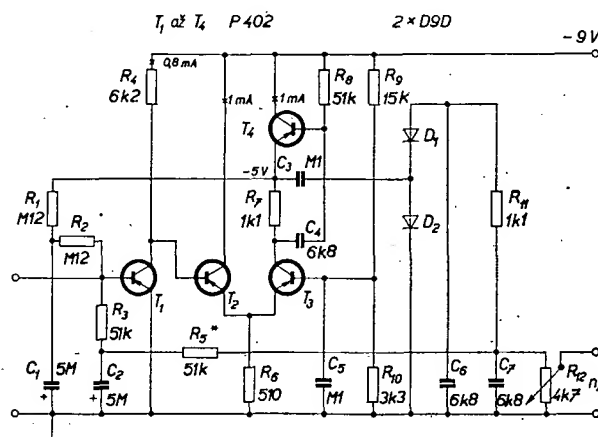 T1 až T4 P402 2 × D9D
– 9V
0,8 mA
R4
6k2
1 mA
1 mA
R8
51k
R9
15k
T4
D1
C3 M1
–5V
R1
M12
R2
M12
R7
1k1
C4
6k8
D2
R11
1k1
T1
T2
T3
R3
51k
R5*
51k
C1
5M
+
C2
5M
+
R6
510
C5
M1
R10
3k3
C6
6k8
C7
6k8
R12
4k7